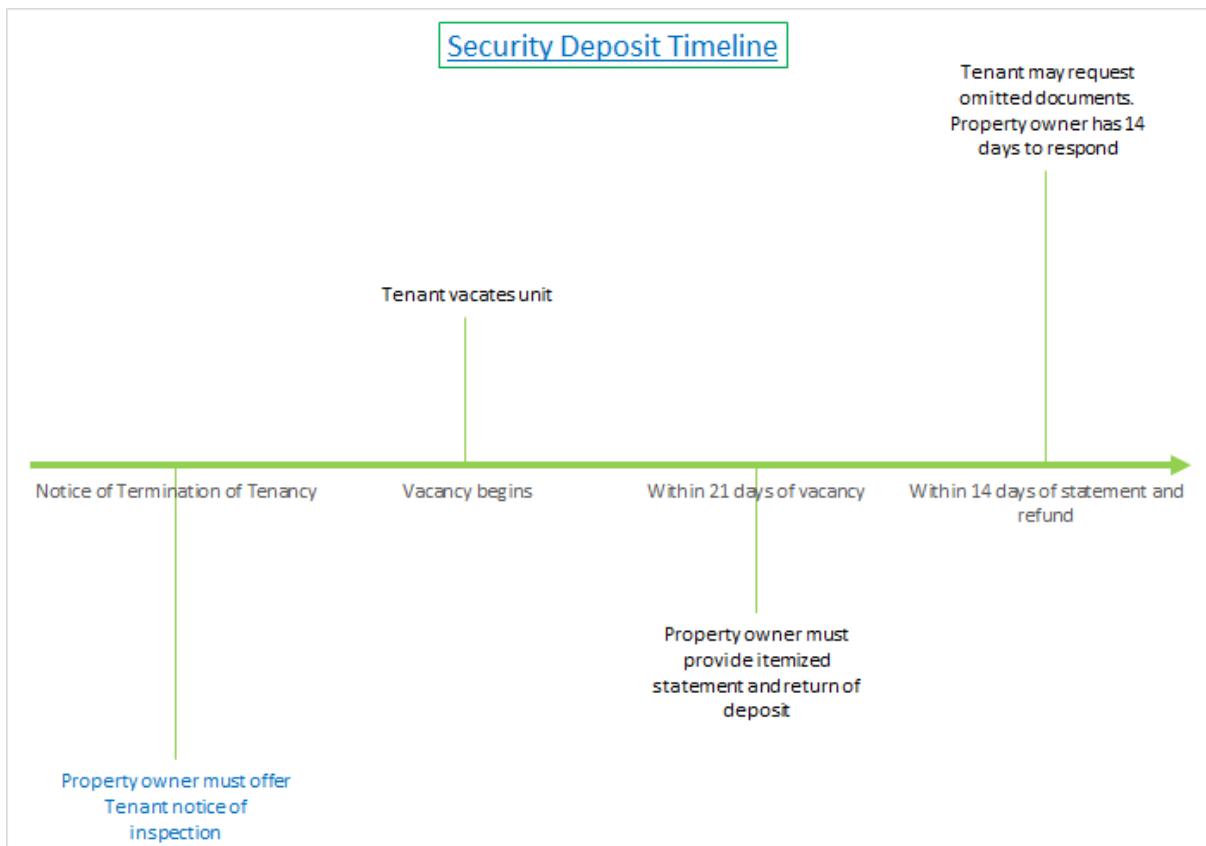 Security Deposit Timeline
Tenant may request
omitted documents.
Property owner has 14
days to respond
Tenant vacates unit
Notice of Termination of Tenancy
Vacancy begins
Within 21 days of vacancy
Within 14 days of statement and
refund
Property owner must
provide itemized
statement and return of
deposit
Property owner must offer
Tenant notice of
inspection